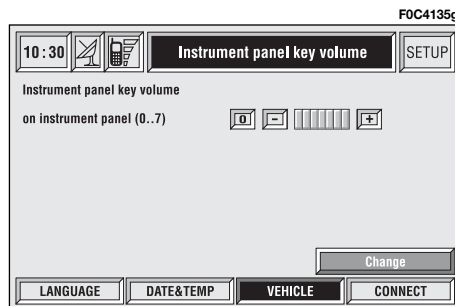 F0C4135g
10:30 Instrument panel key volume SETUP
Instrument panel key volume
on instrument panel (0..7) 0 - +
Change
LANGUAGE DATE&TEMP VEHICLE CONNECT